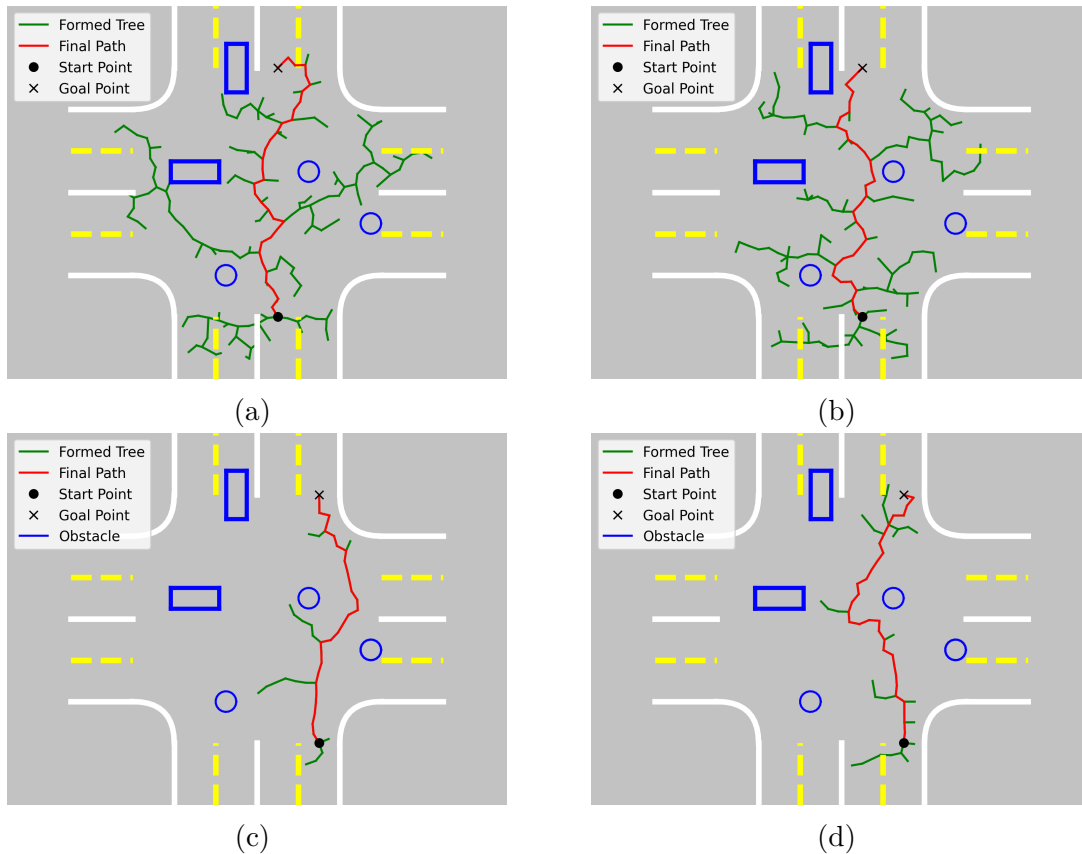 Formed Tree
Final Path
Start Point
Goal Point
(a)
Formed Tree
Final Path
Start Point
Goal Point
(b)
Formed Tree
Final Path
Start Point
Goal Point
Obstacle
(c)
Formed Tree
Final Path
Start Point
Goal Point
Obstacle
(d)